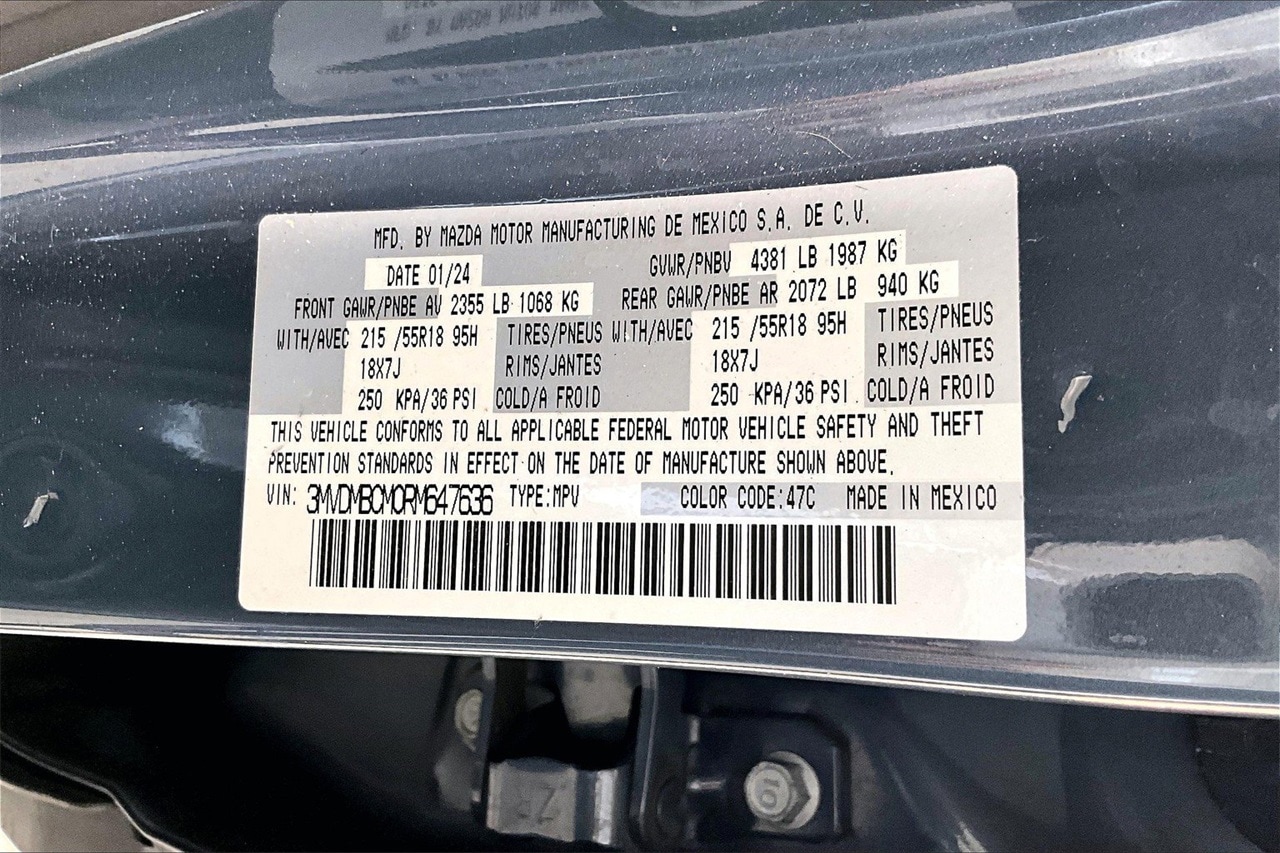 MFD. BY MAZDA MOTOR MANUFACTURING DE MEXICO S.A. DE C.V.
DATE 01/24 GVWR/PNBV 4381 LB 1987 KG
FRONT GAWR/PNBE AV 2355 LB 1068 KG REAR GAWR/PNBE AR 2072 LB 940 KG
WITH/AVEC 215 /55R18 95H TIRES/PNEUS WITH/AVEC 215 /55R18 95H TIRES/PNEUS
18X7J RIMS/JANTES 18X7J RIMS/JANTES
250 KPA/36 PSI COLD/A FROID 250 KPA/36 PSI COLD/A FROID
THIS VEHICLE CONFORMS TO ALL APPLICABLE FEDERAL MOTOR VEHICLE SAFETY AND THEFT
PREVENTION STANDARDS IN EFFECT ON THE DATE OF MANUFACTURE SHOWN ABOVE.
VIN: 3MVDMBCM0RM647636 TYPE:MPV COLOR CODE:47C MADE IN MEXICO
ZR
10